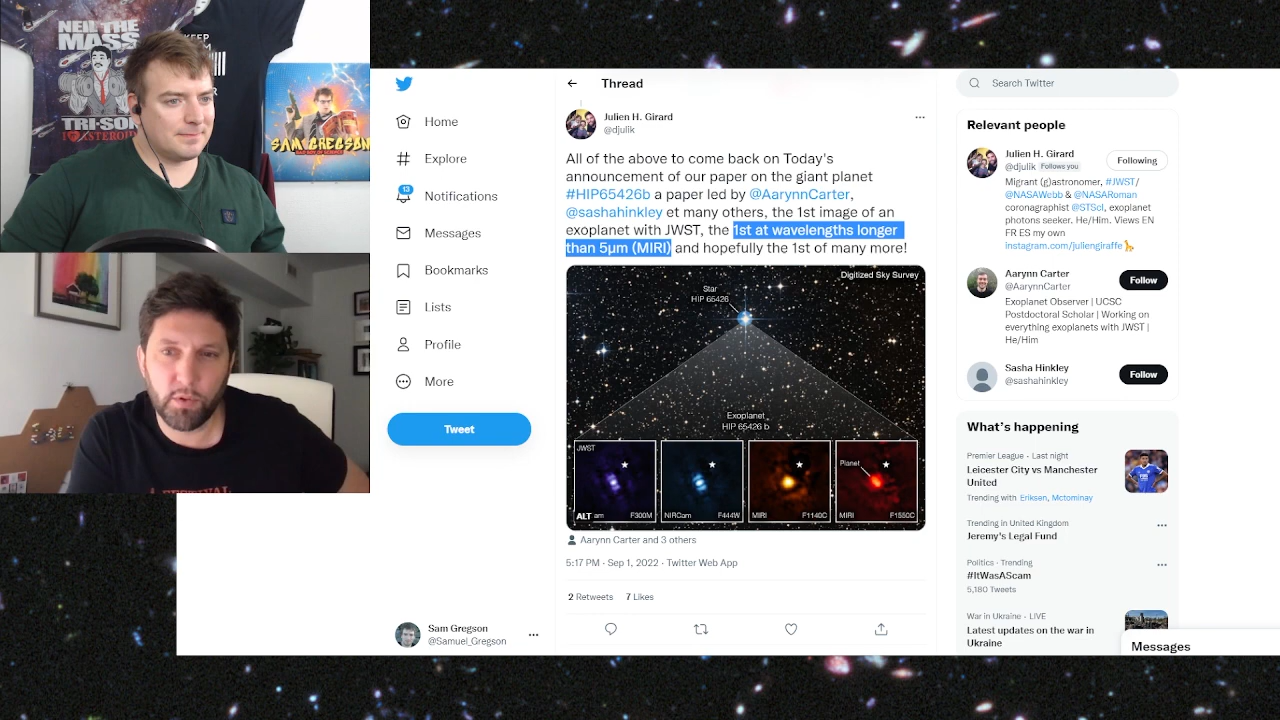 NEIL THE
MASS
TRI-SON
ASTEROID
SAM GREGSON
Home
Explore
13
Notifications
Messages
Bookmarks
Lists
Profile
More
Tweet
Sam Gregson
@Samuel_Gregson
Thread
Julien H. Girard
@djulik
All of the above to come back on Today's
announcement of our paper on the giant planet
#HIP65426b a paper led by @AarynnCarter,
@sashahinkley et many others, the 1st image of an
exoplanet with JWST, the 1st at wavelengths longer
than 5µm (MIRI) and hopefully the 1st of many more!
Digitized Sky Survey
Star
HIP 65426
Exoplanet
HIP 65426 b
JWST
Planet
ALT am F300M
NIRCam F444W
MIRI F1140C
MIRI F1550C
Aarynn Carter and 3 others
5:17 PM · Sep 1, 2022 · Twitter Web App
2 Retweets 7 Likes
Search Twitter
Relevant people
Julien H. Girard
@djulik Follows you
Following
Migrant (g)astronomer, #JWST/
@NASAWebb & @NASARoman
coronagraphist @STScI, exoplanet
photons seeker. He/Him. Views EN
FR ES my own
instagram.com/juliengiraffe
Aarynn Carter
@AarynnCarter
Follow
Exoplanet Observer | UCSC
Postdoctoral Scholar | Working on
everything exoplanets with JWST |
He/Him
Sasha Hinkley
@sashahinkley
Follow
What's happening
Premier League · Last night
Leicester City vs Manchester
United
Trending with Eriksen, Mctominay
Trending in United Kingdom
Jeremy's Legal Fund
Politics · Trending
#ItWasAScam
5,180 Tweets
War in Ukraine · LIVE
Latest updates on the war in
Ukraine
Messages